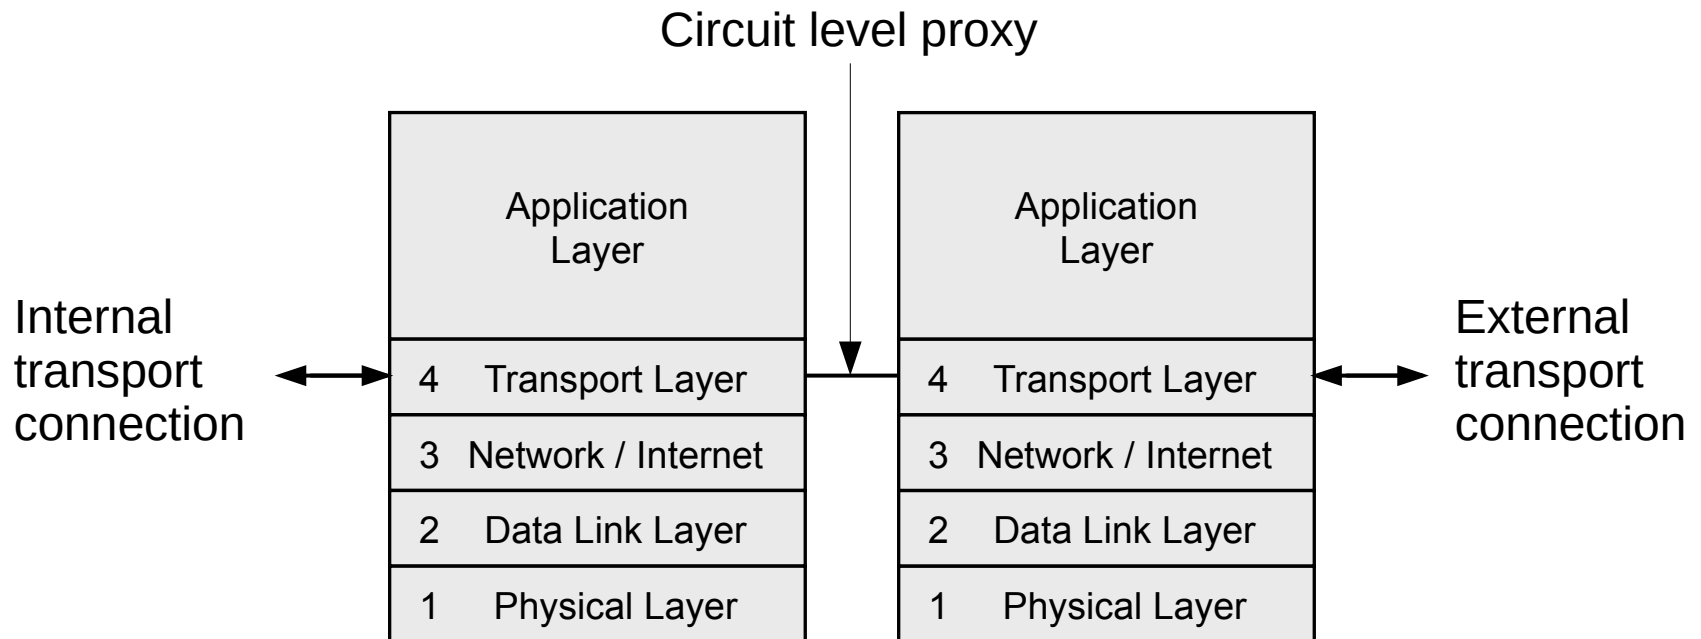 Circuit level proxy
Application
Layer
Application
Layer
Internal
transport
connection
External
transport
connection
4 Transport Layer
4 Transport Layer
3 Network / Internet
3 Network / Internet
2 Data Link Layer
2 Data Link Layer
1 Physical Layer
1 Physical Layer